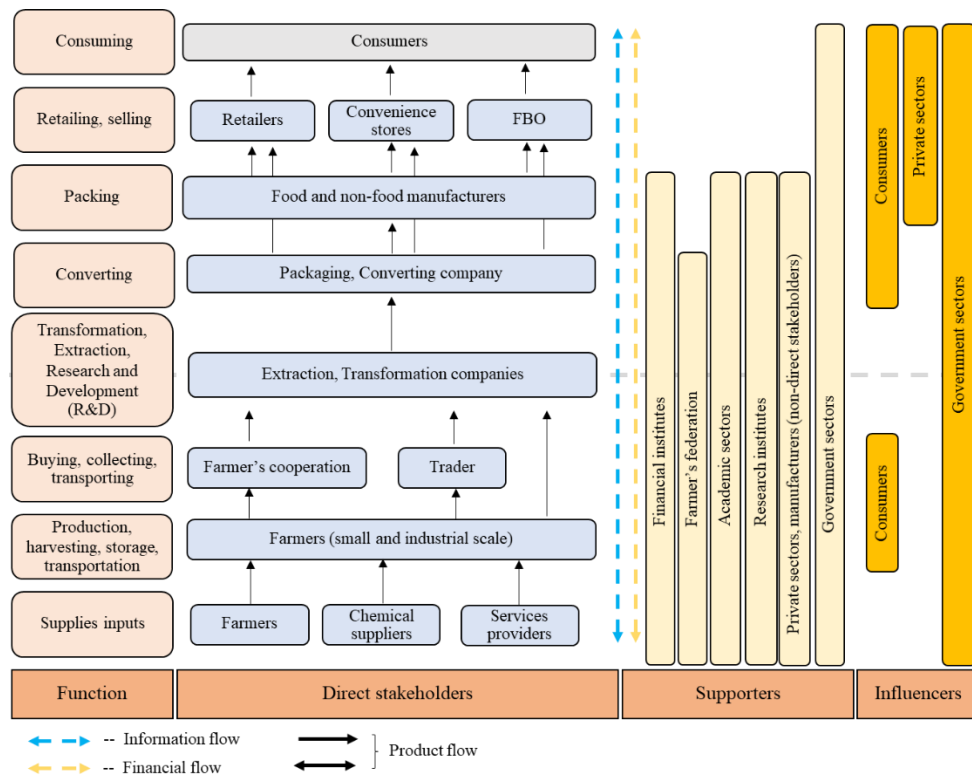 Consuming
Consumers
Retailing, selling
Retailers
Convenience
stores
FBO
Packing
Food and non-food manufacturers
Converting
Packaging, Converting company
Transformation,
Extraction,
Research and
Development
(R&D)
Extraction, Transformation companies
Buying, collecting,
transporting
Farmer’s cooperation
Trader
Production,
harvesting, storage,
transportation
Farmers (small and industrial scale)
Supplies inputs
Farmers
Chemical
suppliers
Services
providers
Financial institutes
Farmer’s federation
Academic sectors
Research institutes
Private sectors, manufacturers (non-direct stakeholders)
Government sectors
Consumers
Consumers
Private sectors
Government sectors
Function
Direct stakeholders
Supporters
Influencers
-- Information flow
-- Financial flow
Product flow